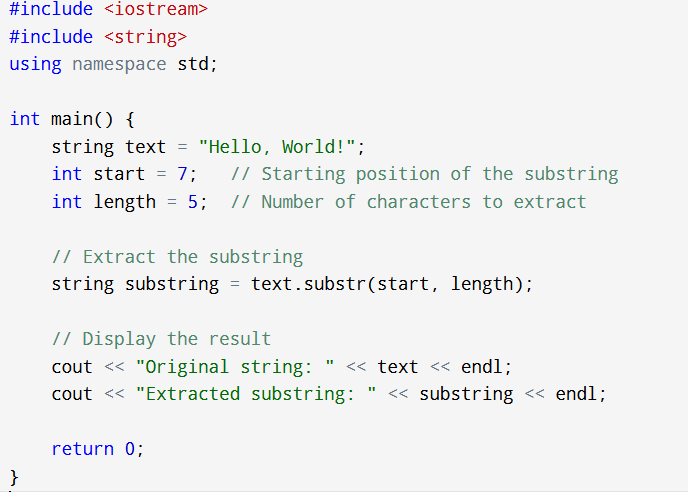 #include <iostream>
#include <string>
using namespace std;

int main() {
    string text = "Hello, World!";
    int start = 7;   // Starting position of the substring
    int length = 5;  // Number of characters to extract

    // Extract the substring
    string substring = text.substr(start, length);

    // Display the result
    cout << "Original string: " << text << endl;
    cout << "Extracted substring: " << substring << endl;

    return 0;
}